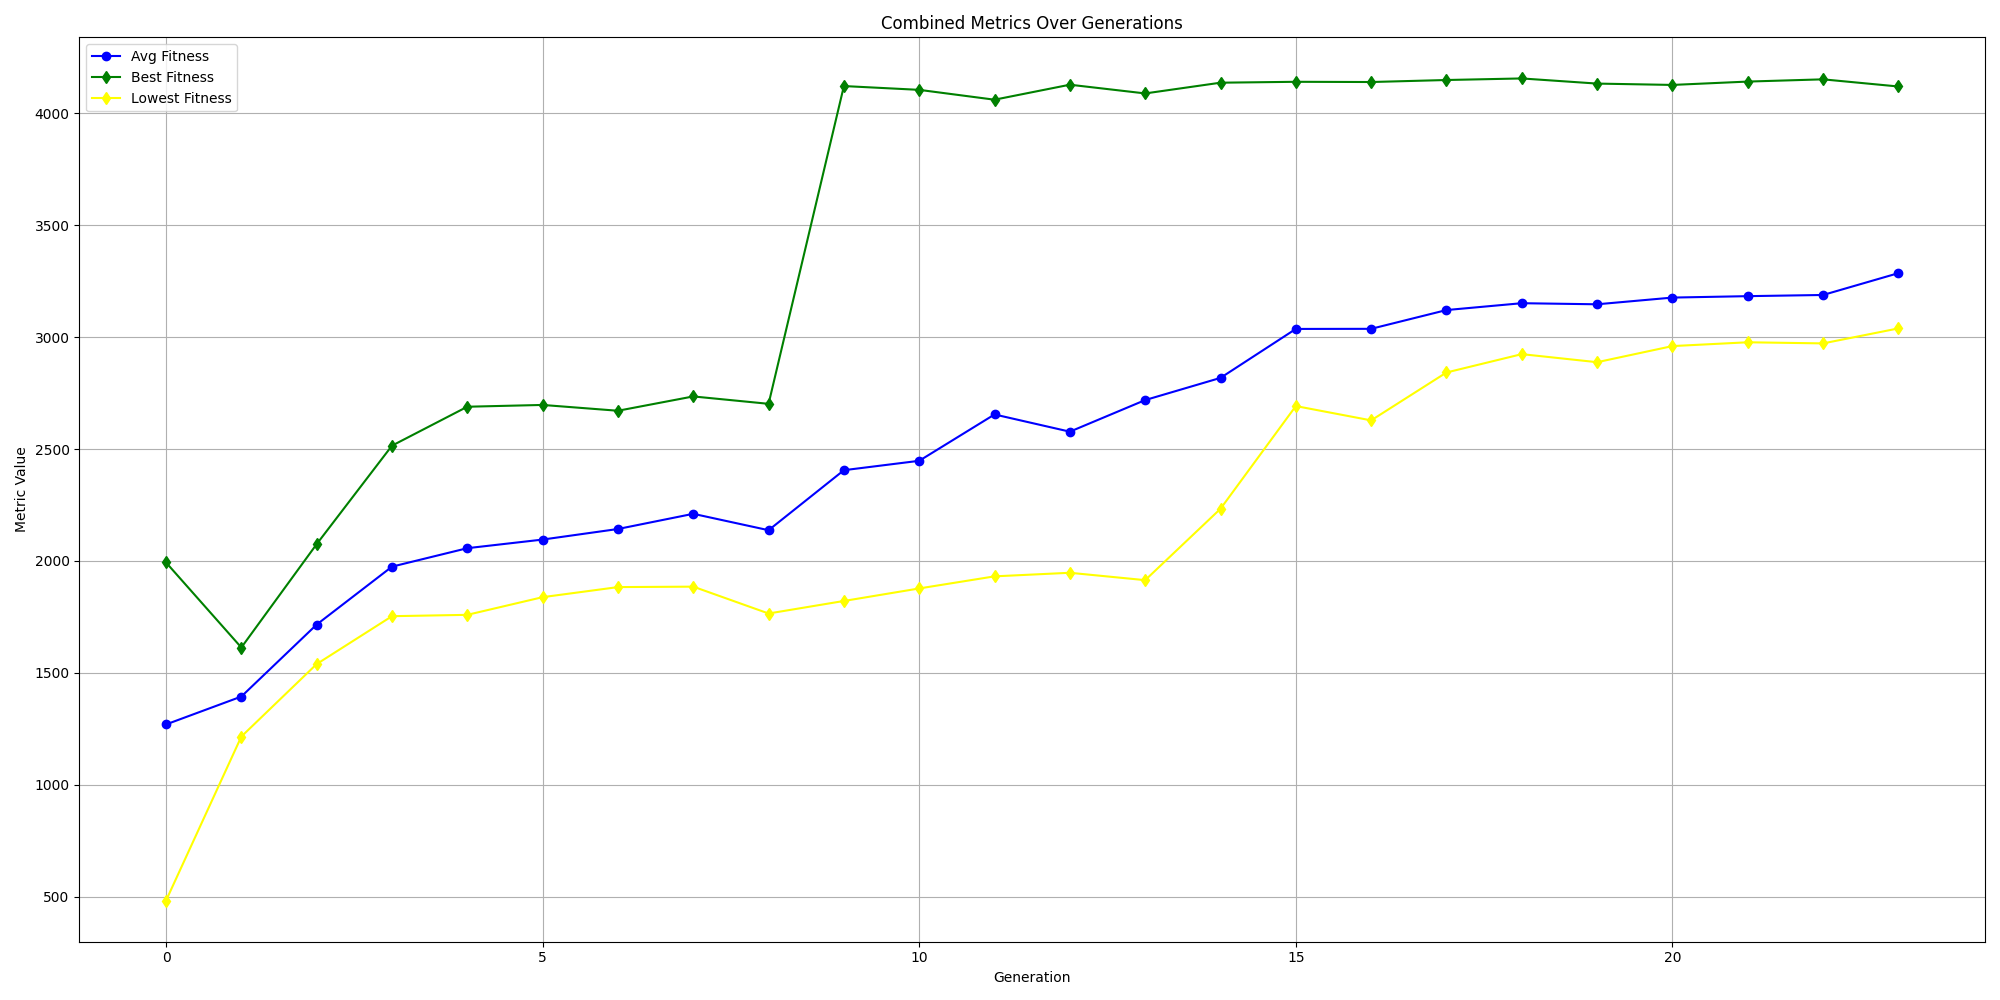 Combined Metrics Over Generations
Avg Fitness
Best Fitness
Lowest Fitness
4000
3500
3000
2500
2000
1500
1000
500
Metric Value
0 5 10 15 20
Generation